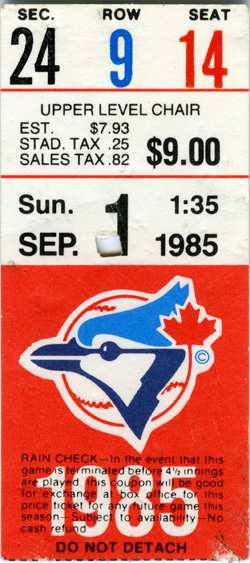 SEC. ROW SEAT
24 9 14
UPPER LEVEL CHAIR
EST. $7.93
STAD. TAX .25
SALES TAX .82
$9.00
Sun. 1 1:35
SEP. 1985
©
RAIN CHECK—In the event that this
game is terminated before 4½ innings
are played, this coupon will be good
for exchange at box office for this
price ticket for any future game this
season—Subject to availability—No
cash refund.
1985
DO NOT DETACH